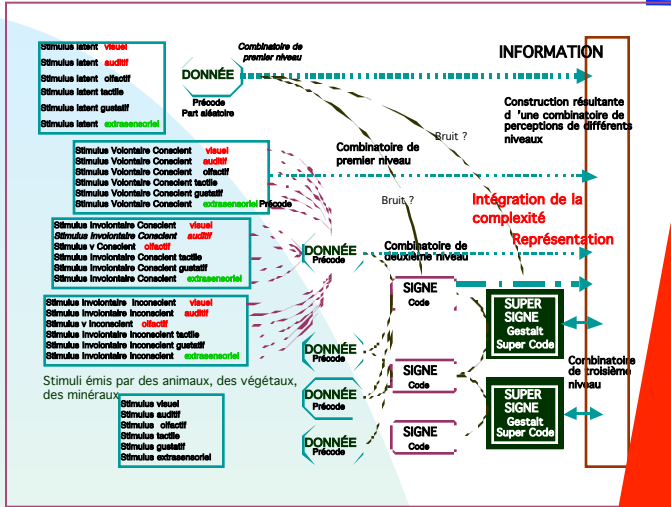 Stimulus latent visuel
Stimulus latent auditif
Stimulus latent olfactif
Stimulus latent tactile
Stimulus latent gustatif
Stimulus latent extrasensoriel
Combinatoire de
premier niveau
DONNÉE
Précode
Part aléatoire
INFORMATION
Construction résultante
d 'une combinatoire de
perceptions de différents
niveaux
Bruit ?
Combinatoire de
premier niveau
Stimulus Volontaire Conscient visuel
Stimulus Volontaire Conscient auditif
Stimulus Volontaire Conscient olfactif
Stimulus Volontaire Conscient tactile
Stimulus Volontaire Conscient gustatif
Stimulus Volontaire Conscient extrasensoriel Précode
Bruit ?
Intégration de la
complexité
Représentation
Stimulus Involontaire Conscient visuel
Stimulus Involontaire Conscient auditif
Stimulus v Conscient olfactif
Stimulus Involontaire Conscient tactile
Stimulus Involontaire Conscient gustatif
Stimulus Involontaire Conscient extrasensoriel
DONNÉE
Précode
Combinatoire de
deuxième niveau
SIGNE
Code
Stimulus Involontaire Inconscient visuel
Stimulus Involontaire Inconscient auditif
Stimulus v Inconscient olfactif
Stimulus Involontaire Inconscient tactile
Stimulus Involontaire Inconscient gustatif
Stimulus Involontaire Inconscient extrasensoriel
SUPER
SIGNE
Gestalt
Super Code
DONNÉE
Précode
SIGNE
Code
Combinatoire
de troisième
niveau
Stimuli émis par des animaux, des végétaux,
des minéraux
Stimulus visuel
Stimulus auditif
Stimulus olfactif
Stimulus tactile
Stimulus gustatif
Stimulus extrasensoriel
DONNÉE
Précode
SUPER
SIGNE
Gestalt
Super Code
DONNÉE
Précode
SIGNE
Code